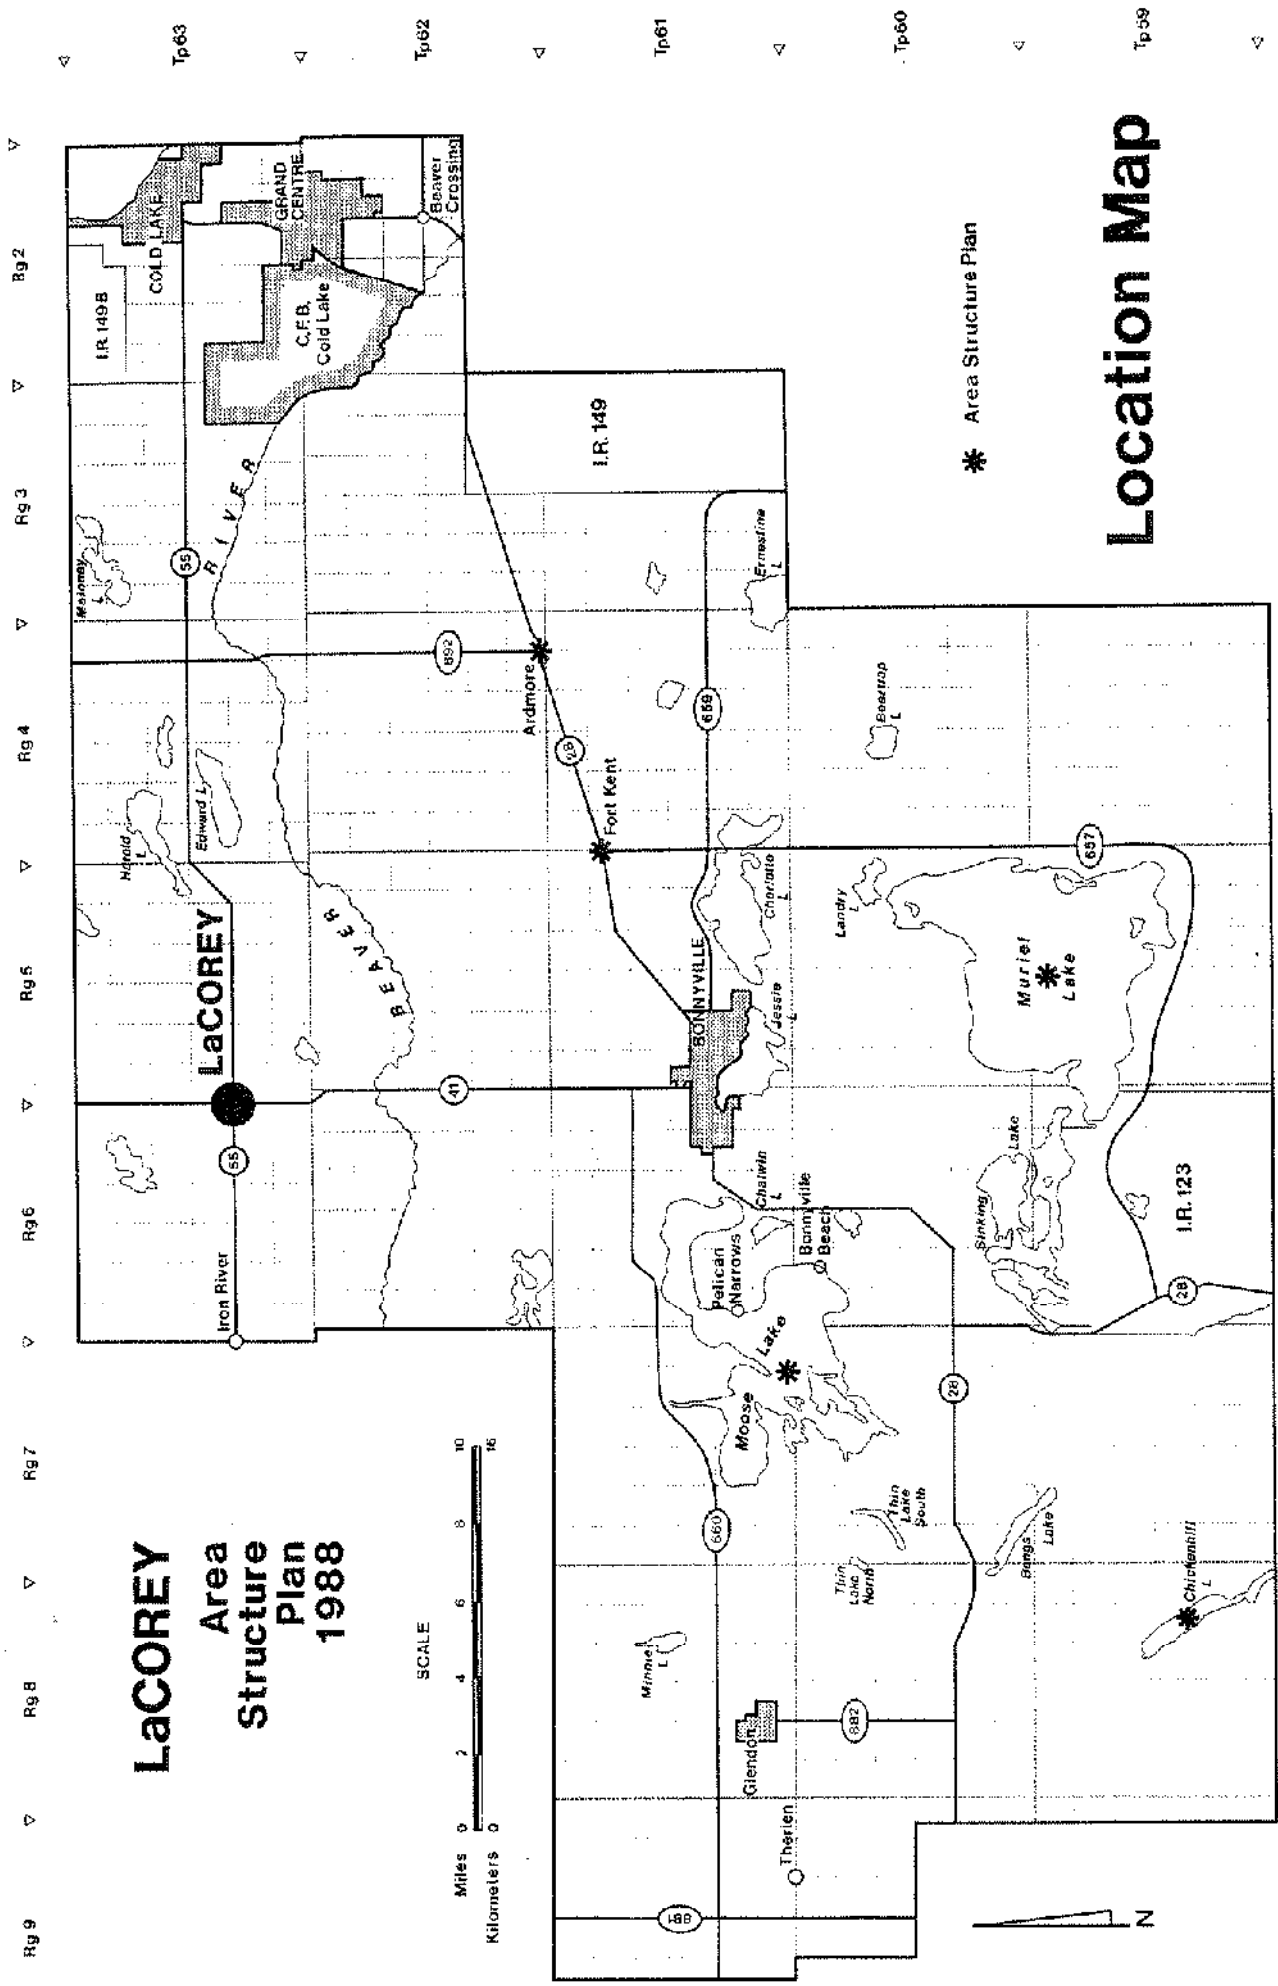 LaCOREY
Area
Structure
Plan
1988
SCALE
Miles 0 2 4 6 8 10
Kilometers 0 16
Rg 9
Rg 8
Rg 7
Rg 6
Rg 5
Rg 4
Rg 3
Rg 2
Tp 63
Tp 62
Tp 61
Tp 60
Tp 59
Iron River
55
LaCOREY
Harold
L.
Edward L.
55
I.R. 149B
COLD LAKE
GRAND
CENTRE
C.F.B.
Cold Lake
Beaver
Crossing
BEAVER
RIVER
41
892
Ardmore
28
Fort Kent
I.R. 149
881
Therien
Glendon
882
Minnie
L.
660
Moose
Lake
Pelican
Narrows
Bonnyville
Beach
Chatwin
L.
BONNYVILLE
Jessie
L.
Charlotte
L.
659
Ernestina
L.
Thin
Lake
North
Thin
Lake
South
28
Bangs
Lake
Chickenhill
L.
Sinking
Lake
28
I.R. 123
Muriel
Lake
Landry
L.
657
Beartrap
L.
Area Structure Plan
Location Map
N